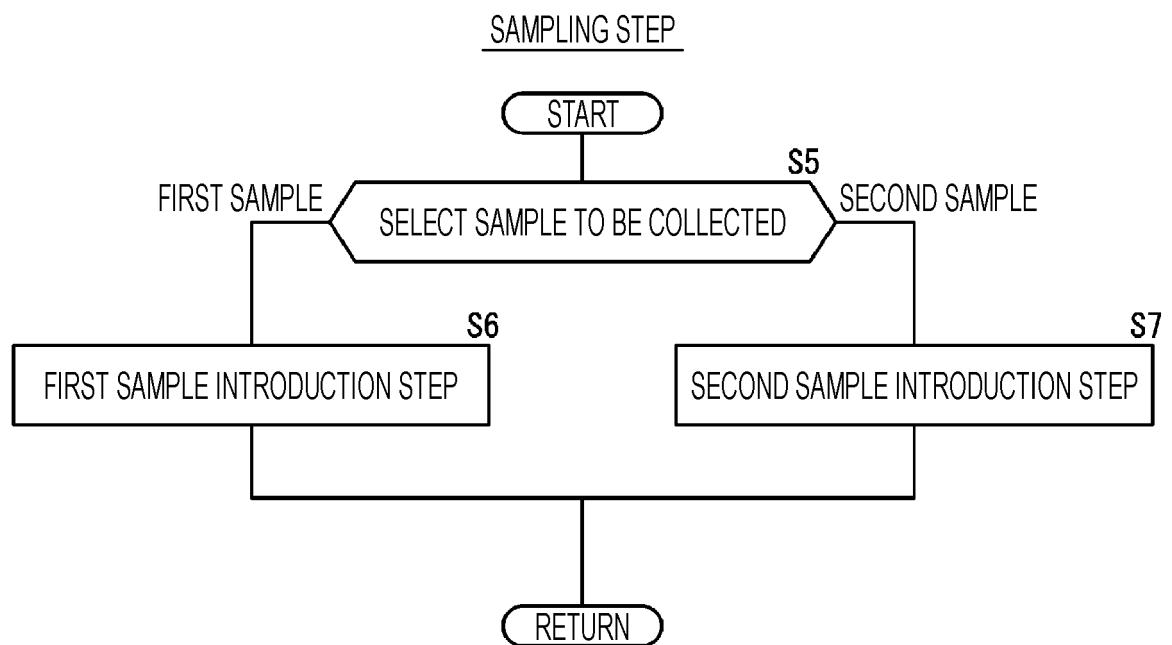 SAMPLING STEP
START
S5
FIRST SAMPLE
SELECT SAMPLE TO BE COLLECTED
SECOND SAMPLE
S6
S7
FIRST SAMPLE INTRODUCTION STEP
SECOND SAMPLE INTRODUCTION STEP
RETURN